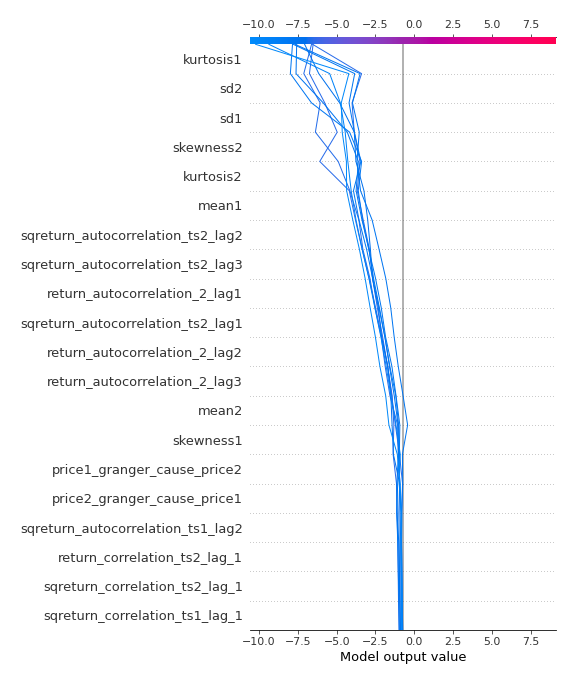 −10.0 −7.5 −5.0 −2.5 0.0 2.5 5.0 7.5
kurtosis1
sd2
sd1
skewness2
kurtosis2
mean1
sqreturn_autocorrelation_ts2_lag2
sqreturn_autocorrelation_ts2_lag3
return_autocorrelation_2_lag1
sqreturn_autocorrelation_ts2_lag1
return_autocorrelation_2_lag2
return_autocorrelation_2_lag3
mean2
skewness1
price1_granger_cause_price2
price2_granger_cause_price1
sqreturn_autocorrelation_ts1_lag2
return_correlation_ts2_lag_1
sqreturn_correlation_ts2_lag_1
sqreturn_correlation_ts1_lag_1
−10.0 −7.5 −5.0 −2.5 0.0 2.5 5.0 7.5
Model output value